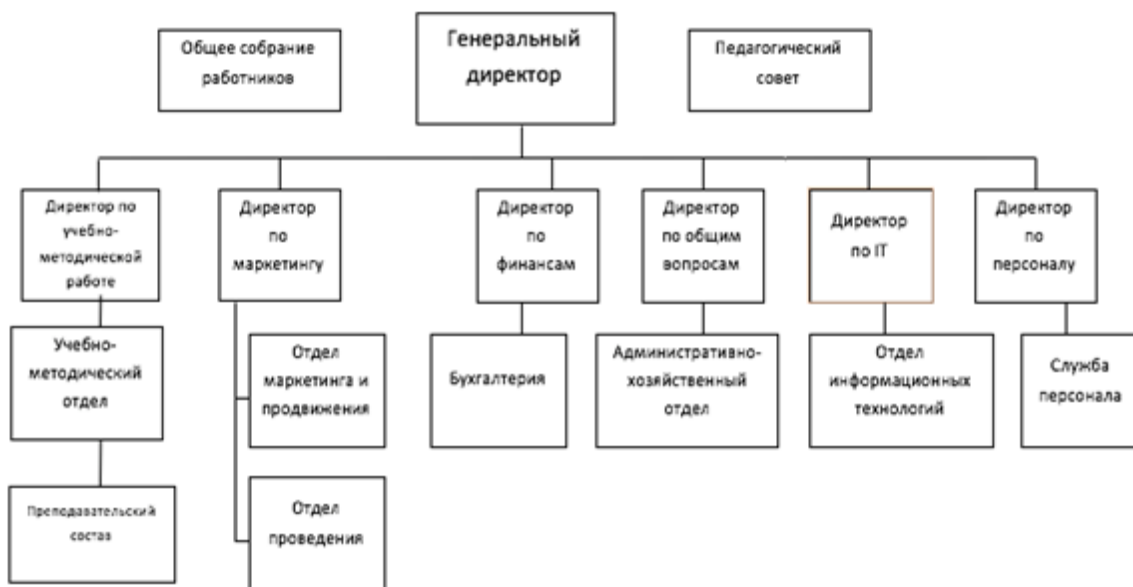 Общее собрание
работников
Генеральный
директор
Педагогический
совет
Директор по
учебно-
методической
работе
Директор
по
маркетингу
Директор
по
финансам
Директор
по общим
вопросам
Директор
по IT
Директор
по
персоналу
Учебно-
методический
отдел
Отдел
маркетинга и
продвижения
Бухгалтерия
Административно-
хозяйственный
отдел
Отдел
информационных
технологий
Служба
персонала
Преподавательский
состав
Отдел
проведения